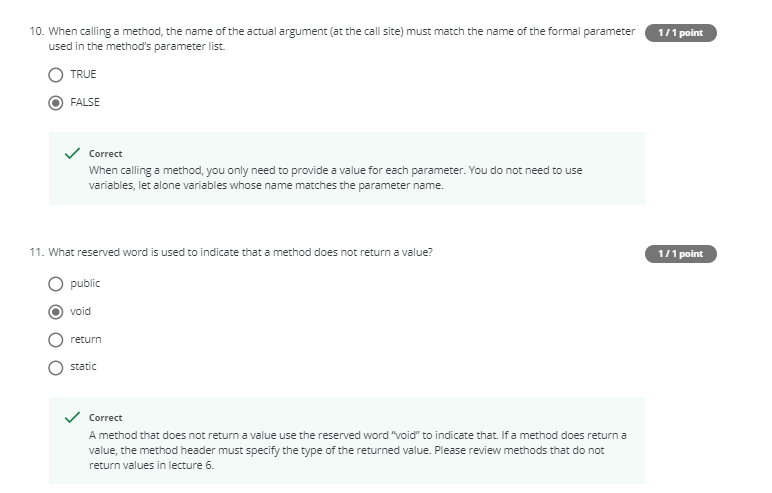 10. When calling a method, the name of the actual argument (at the call site) must match the name of the formal parameter
1 / 1 point
used in the method's parameter list.
TRUE
FALSE
Correct
When calling a method, you only need to provide a value for each parameter. You do not need to use
variables, let alone variables whose name matches the parameter name.
11. What reserved word is used to indicate that a method does not return a value?
1 / 1 point
public
void
return
static
Correct
A method that does not return a value use the reserved word "void" to indicate that. If a method does return a
value, the method header must specify the type of the returned value. Please review methods that do not
return values in lecture 6.